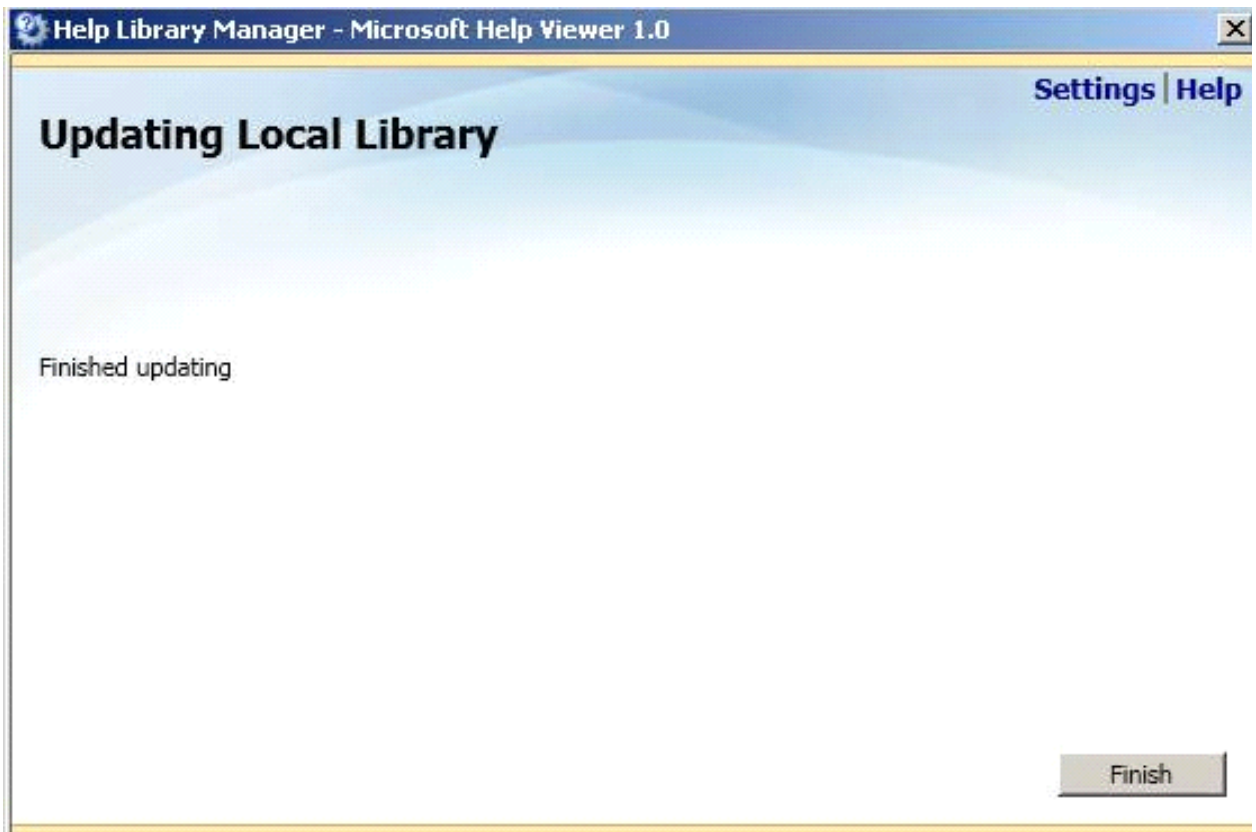 Help Library Manager - Microsoft Help Viewer 1.0
Settings | Help
Updating Local Library
Finished updating
Finish